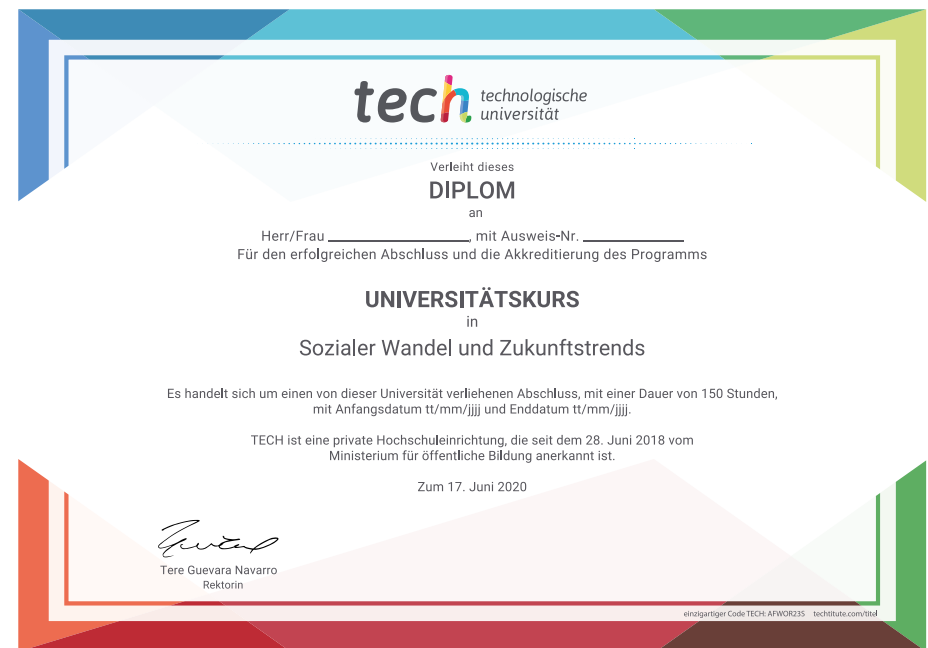 tech technologische
universität
Verleiht dieses
DIPLOM
an
Herr/Frau ____________________, mit Ausweis-Nr. ______________
Für den erfolgreichen Abschluss und die Akkreditierung des Programms
UNIVERSITÄTSKURS
in
Sozialer Wandel und Zukunftstrends
Es handelt sich um einen von dieser Universität verliehenen Abschluss, mit einer Dauer von 150 Stunden,
mit Anfangsdatum tt/mm/jjjj und Enddatum tt/mm/jjjj.
TECH ist eine private Hochschuleinrichtung, die seit dem 28. Juni 2018 vom
Ministerium für öffentliche Bildung anerkannt ist.
Zum 17. Juni 2020
Tere Guevara Navarro
Rektorin
einzigartiger Code TECH: AFWOR23S techtitute.com/titel